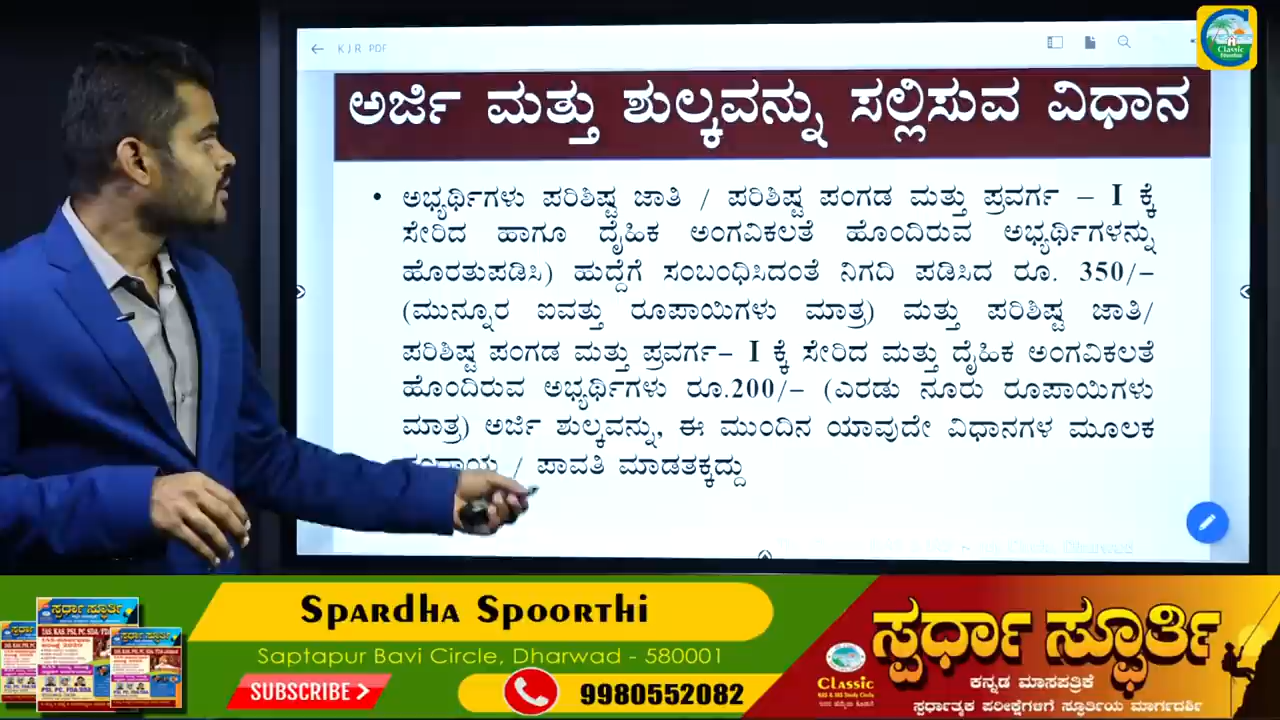 K J R PDF
Classic
ಅರ್ಜಿ ಮತ್ತು ಶುಲ್ಕವನ್ನು ಸಲ್ಲಿಸುವ ವಿಧಾನ
• ಅಭ್ಯರ್ಥಿಗಳು ಪರಿಶಿಷ್ಟ ಜಾತಿ / ಪರಿಶಿಷ್ಟ ಪಂಗಡ ಮತ್ತು ಪ್ರವರ್ಗ – I ಕ್ಕೆ
ಸೇರಿದ ಹಾಗೂ ದೈಹಿಕ ಅಂಗವಿಕಲತೆ ಹೊಂದಿರುವ ಅಭ್ಯರ್ಥಿಗಳನ್ನು
ಹೊರತುಪಡಿಸಿ) ಹುದ್ದೆಗೆ ಸಂಬಂಧಿಸಿದಂತೆ ನಿಗದಿ ಪಡಿಸಿದ ರೂ. 350/–
(ಮುನ್ನೂರ ಐವತ್ತು ರೂಪಾಯಿಗಳು ಮಾತ್ರ) ಮತ್ತು ಪರಿಶಿಷ್ಟ ಜಾತಿ/
ಪರಿಶಿಷ್ಟ ಪಂಗಡ ಮತ್ತು ಪ್ರವರ್ಗ– I ಕ್ಕೆ ಸೇರಿದ ಮತ್ತು ದೈಹಿಕ ಅಂಗವಿಕಲತೆ
ಹೊಂದಿರುವ ಅಭ್ಯರ್ಥಿಗಳು ರೂ.200/– (ಎರಡು ನೂರು ರೂಪಾಯಿಗಳು
ಮಾತ್ರ) ಅರ್ಜಿ ಶುಲ್ಕವನ್ನು, ಈ ಮುಂದಿನ ಯಾವುದೇ ವಿಧಾನಗಳ ಮೂಲಕ
/ ಪಾವತಿ ಮಾಡತಕ್ಕದ್ದು
Spardha Spoorthi
Saptapur Bavi Circle, Dharwad - 580001
SUBSCRIBE
9980552082
ಸ್ಪರ್ಧಾ ಸ್ಫೂರ್ತಿ
Classic
ಕನ್ನಡ ಮಾಸಪತ್ರಿಕೆ
ಸ್ಪರ್ಧಾತ್ಮಕ ಪರೀಕ್ಷೆಗಳಿಗೆ ಸ್ಫೂರ್ತಿಯ ಮಾರ್ಗದರ್ಶಿ
ಸ್ಪರ್ಧಾ ಸ್ಫೂರ್ತಿ